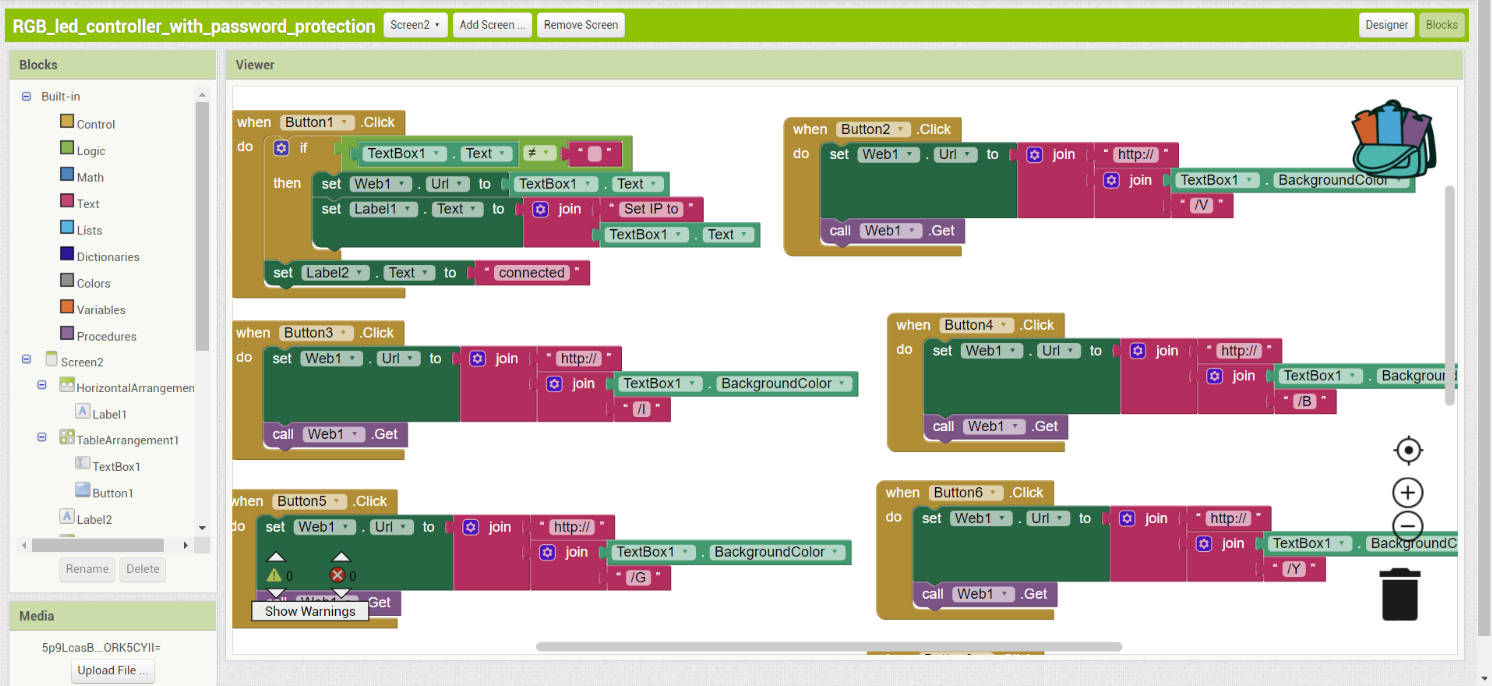 RGB_led_controller_with_password_protection Screen2 Add Screen ... Remove Screen Designer Blocks
Blocks
Built-in
Control
Logic
Math
Text
Lists
Dictionaries
Colors
Variables
Procedures
Screen2
HorizontalArrangemen
Label1
TableArrangement1
TextBox1
Button1
Label2
Rename Delete
Media
5p9LcasB...ORK5CYII=
Upload File ...
Viewer
when Button1 .Click
do if TextBox1 . Text ≠ " "
then set Web1 . Url to TextBox1 . Text
set Label1 . Text to join " Set IP to "
TextBox1 . Text
set Label2 . Text to " connected "
when Button2 .Click
do set Web1 . Url to join " http:// "
join TextBox1 . BackgroundColor
" /V "
call Web1 .Get
when Button3 .Click
do set Web1 . Url to join " http:// "
join TextBox1 . BackgroundColor
" /I "
call Web1 .Get
when Button4 .Click
do set Web1 . Url to join " http:// "
join TextBox1 . Background
" /B "
call Web1 .Get
when Button5 .Click
do set Web1 . Url to join " http:// "
join TextBox1 . BackgroundColor
" /G "
call Web1 .Get
0 0
Show Warnings
when Button6 .Click
do set Web1 . Url to join " http:// "
join TextBox1 . BackgroundC
" /Y "
call Web1 .Get